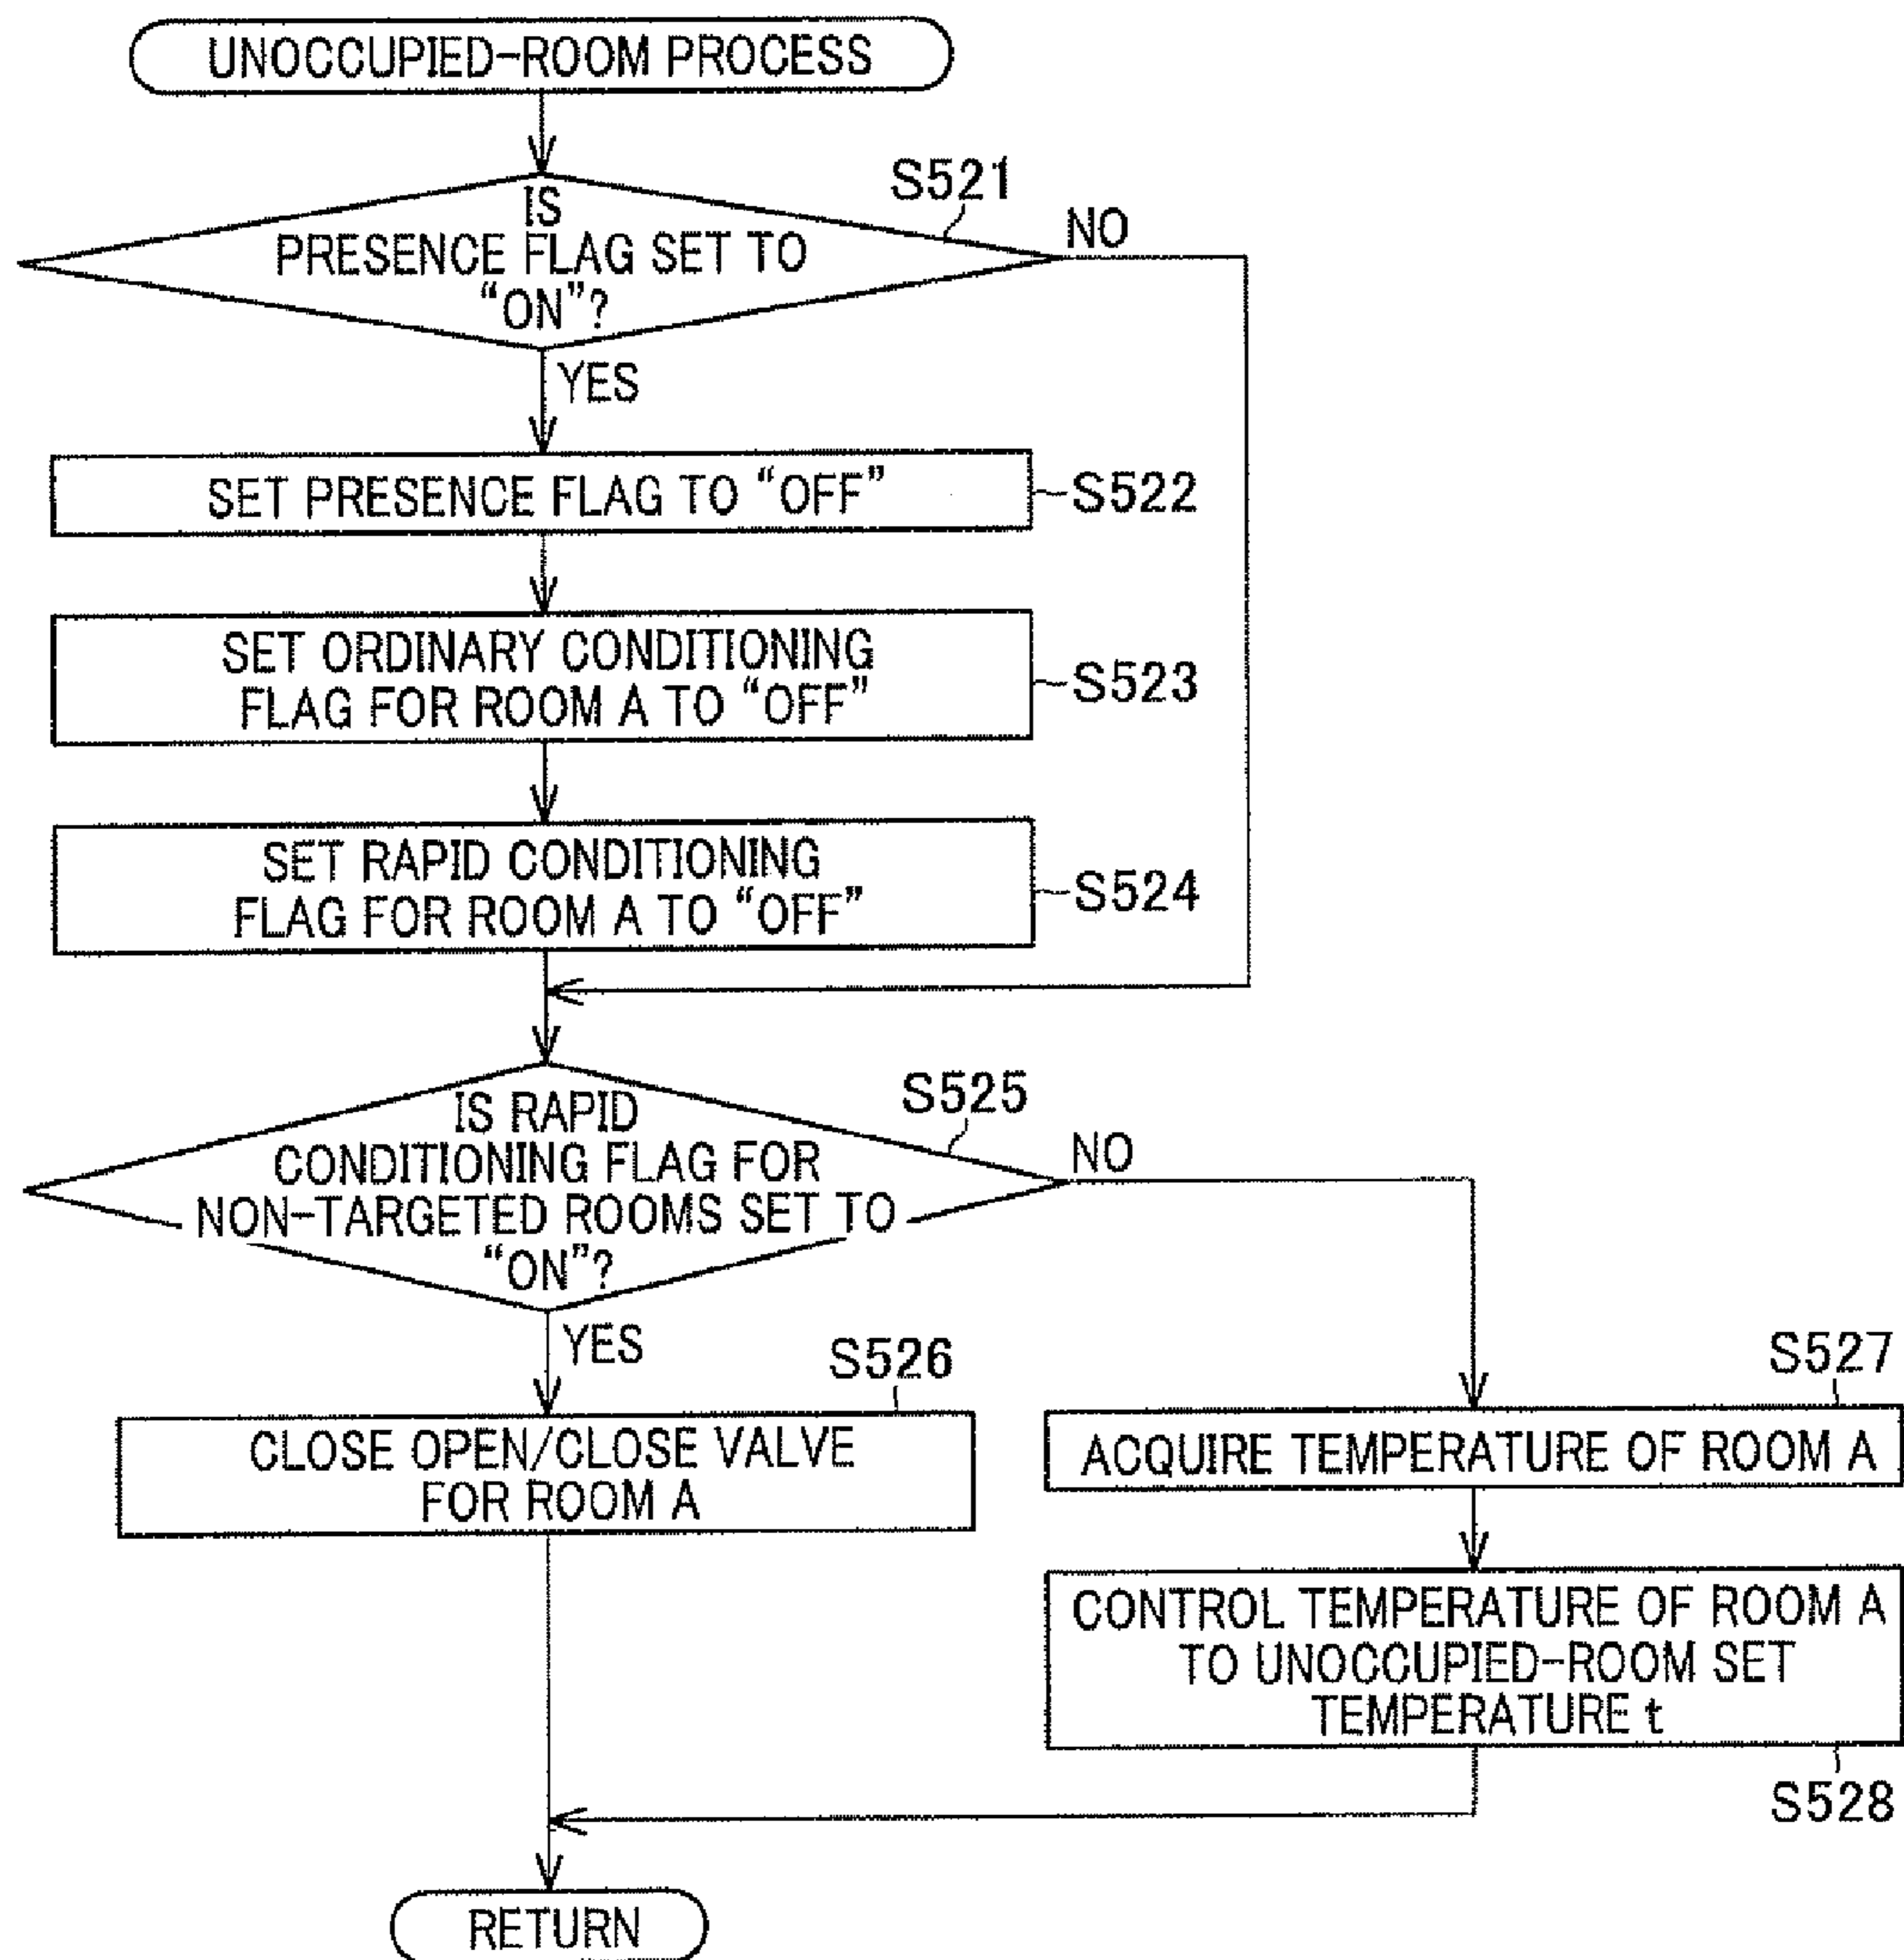 UNOCCUPIED-ROOM PROCESS
S521
IS
PRESENCE FLAG SET TO
“ON”?
NO
YES
SET PRESENCE FLAG TO “OFF”
S522
SET ORDINARY CONDITIONING
FLAG FOR ROOM A TO “OFF”
S523
SET RAPID CONDITIONING
FLAG FOR ROOM A TO “OFF”
S524
S525
IS RAPID
CONDITIONING FLAG FOR
NON-TARGETED ROOMS SET TO
“ON”?
NO
YES
S526
CLOSE OPEN/CLOSE VALVE
FOR ROOM A
S527
ACQUIRE TEMPERATURE OF ROOM A
CONTROL TEMPERATURE OF ROOM A
TO UNOCCUPIED-ROOM SET
TEMPERATURE t
S528
RETURN